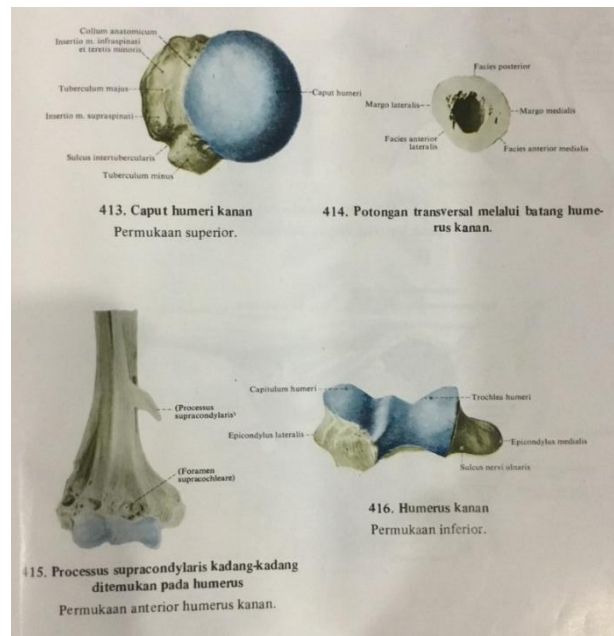 Collum anatomicum
Insertio m. infraspinati
et teretis minoris
Tuberculum majus
Insertio m. supraspinati
Sulcus intertubercularis
Tuberculum minus
Caput humeri
413. Caput humeri kanan
Permukaan superior.
Facies posterior
Margo lateralis
Margo medialis
Facies anterior
lateralis
Facies anterior medialis
414. Potongan transversal melalui batang hume-
rus kanan.
(Processus
supracondylaris)
(Foramen
supracochleare)
15. Processus supracondylaris kadang-kadang
ditemukan pada humerus
Permukaan anterior humerus kanan.
Capitulum humeri
Trochlea humeri
Epicondylus lateralis
Epicondylus medialis
Sulcus nervi ulnaris
416. Humerus kanan
Permukaan inferior.